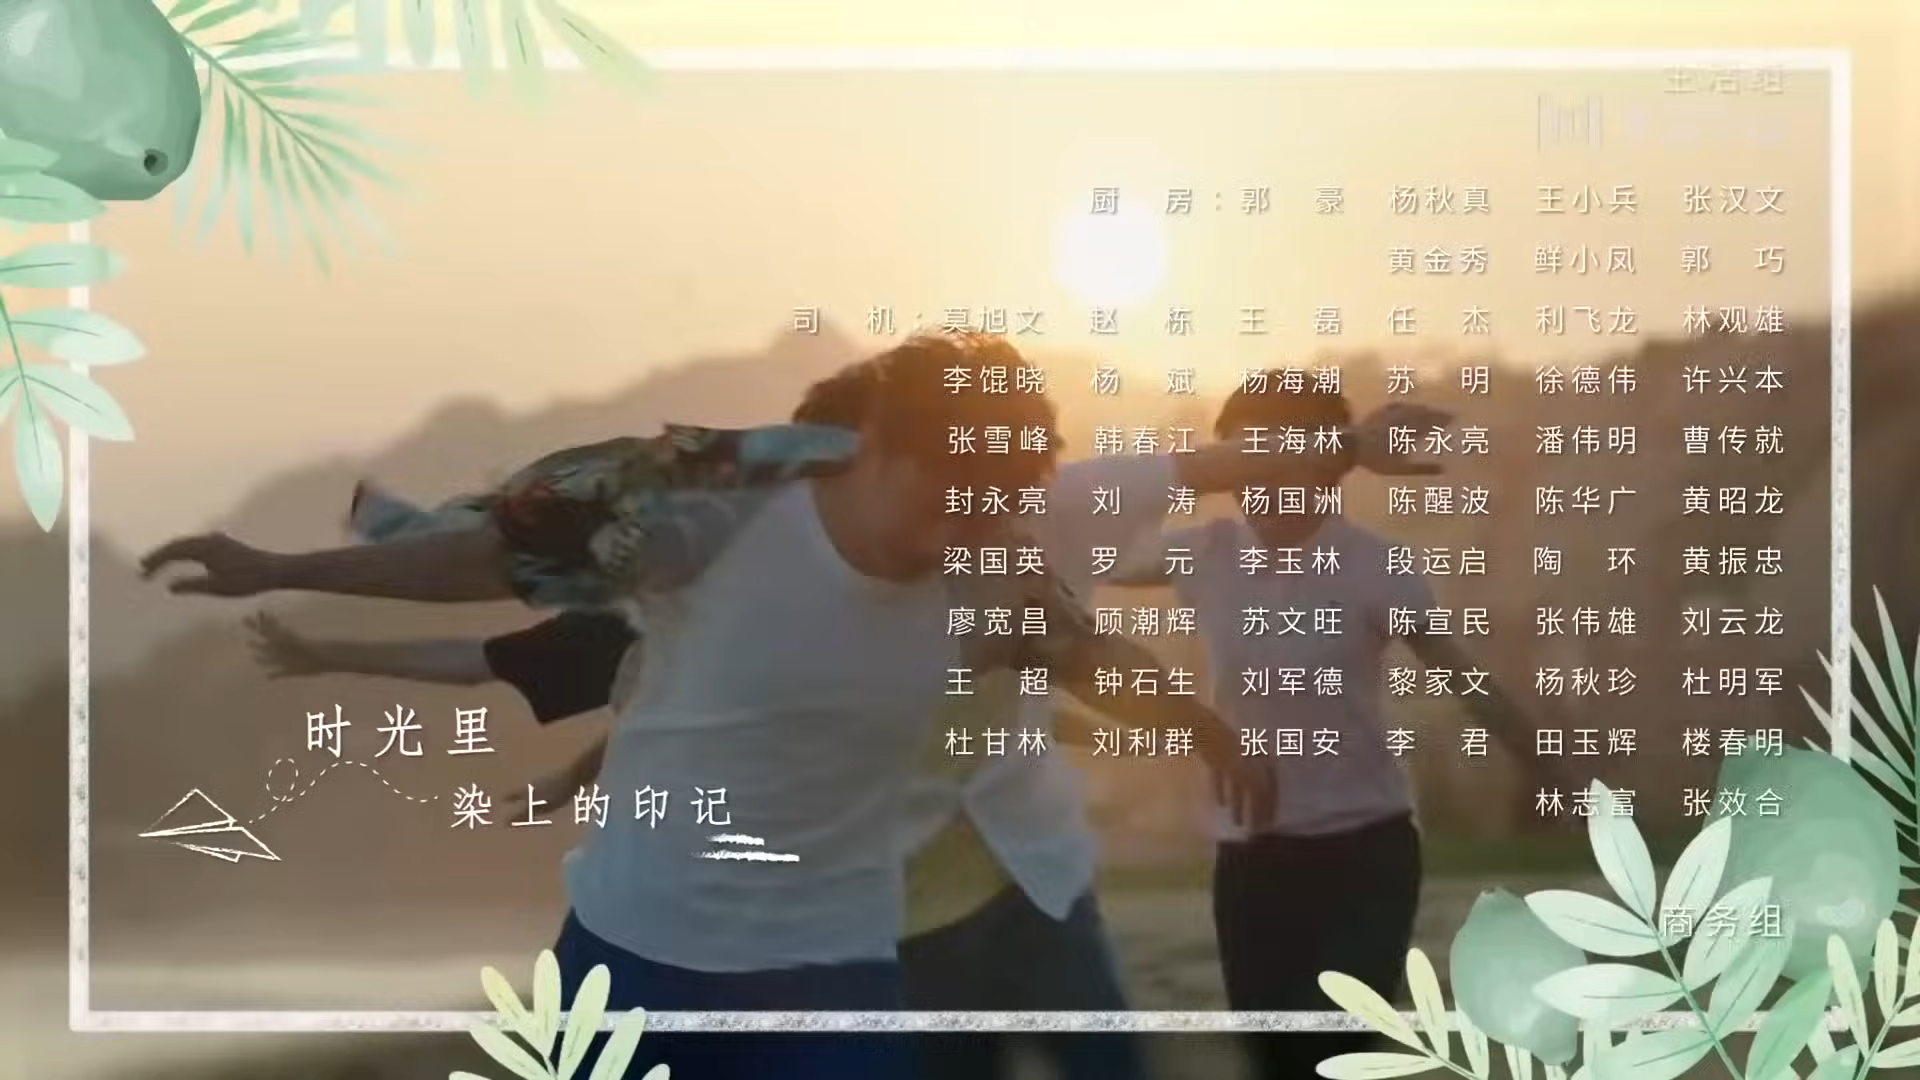 生活组
厨 房：郭 豪 杨秋真 王小兵 张汉文
黄金秀 鲜小凤 郭 巧
司 机：莫旭文 赵 栋 王 磊 任 杰 利飞龙 林观雄
李馄晓 杨 斌 杨海潮 苏 明 徐德伟 许兴本
张雪峰 韩春江 王海林 陈永亮 潘伟明 曹传就
封永亮 刘 涛 杨国洲 陈醒波 陈华广 黄昭龙
梁国英 罗 元 李玉林 段运启 陶 环 黄振忠
廖宽昌 顾潮辉 苏文旺 陈宣民 张伟雄 刘云龙
王 超 钟石生 刘军德 黎家文 杨秋珍 杜明军
杜甘林 刘利群 张国安 李 君 田玉辉 楼春明
林志富 张效合
商务组
时光里
染上的印记